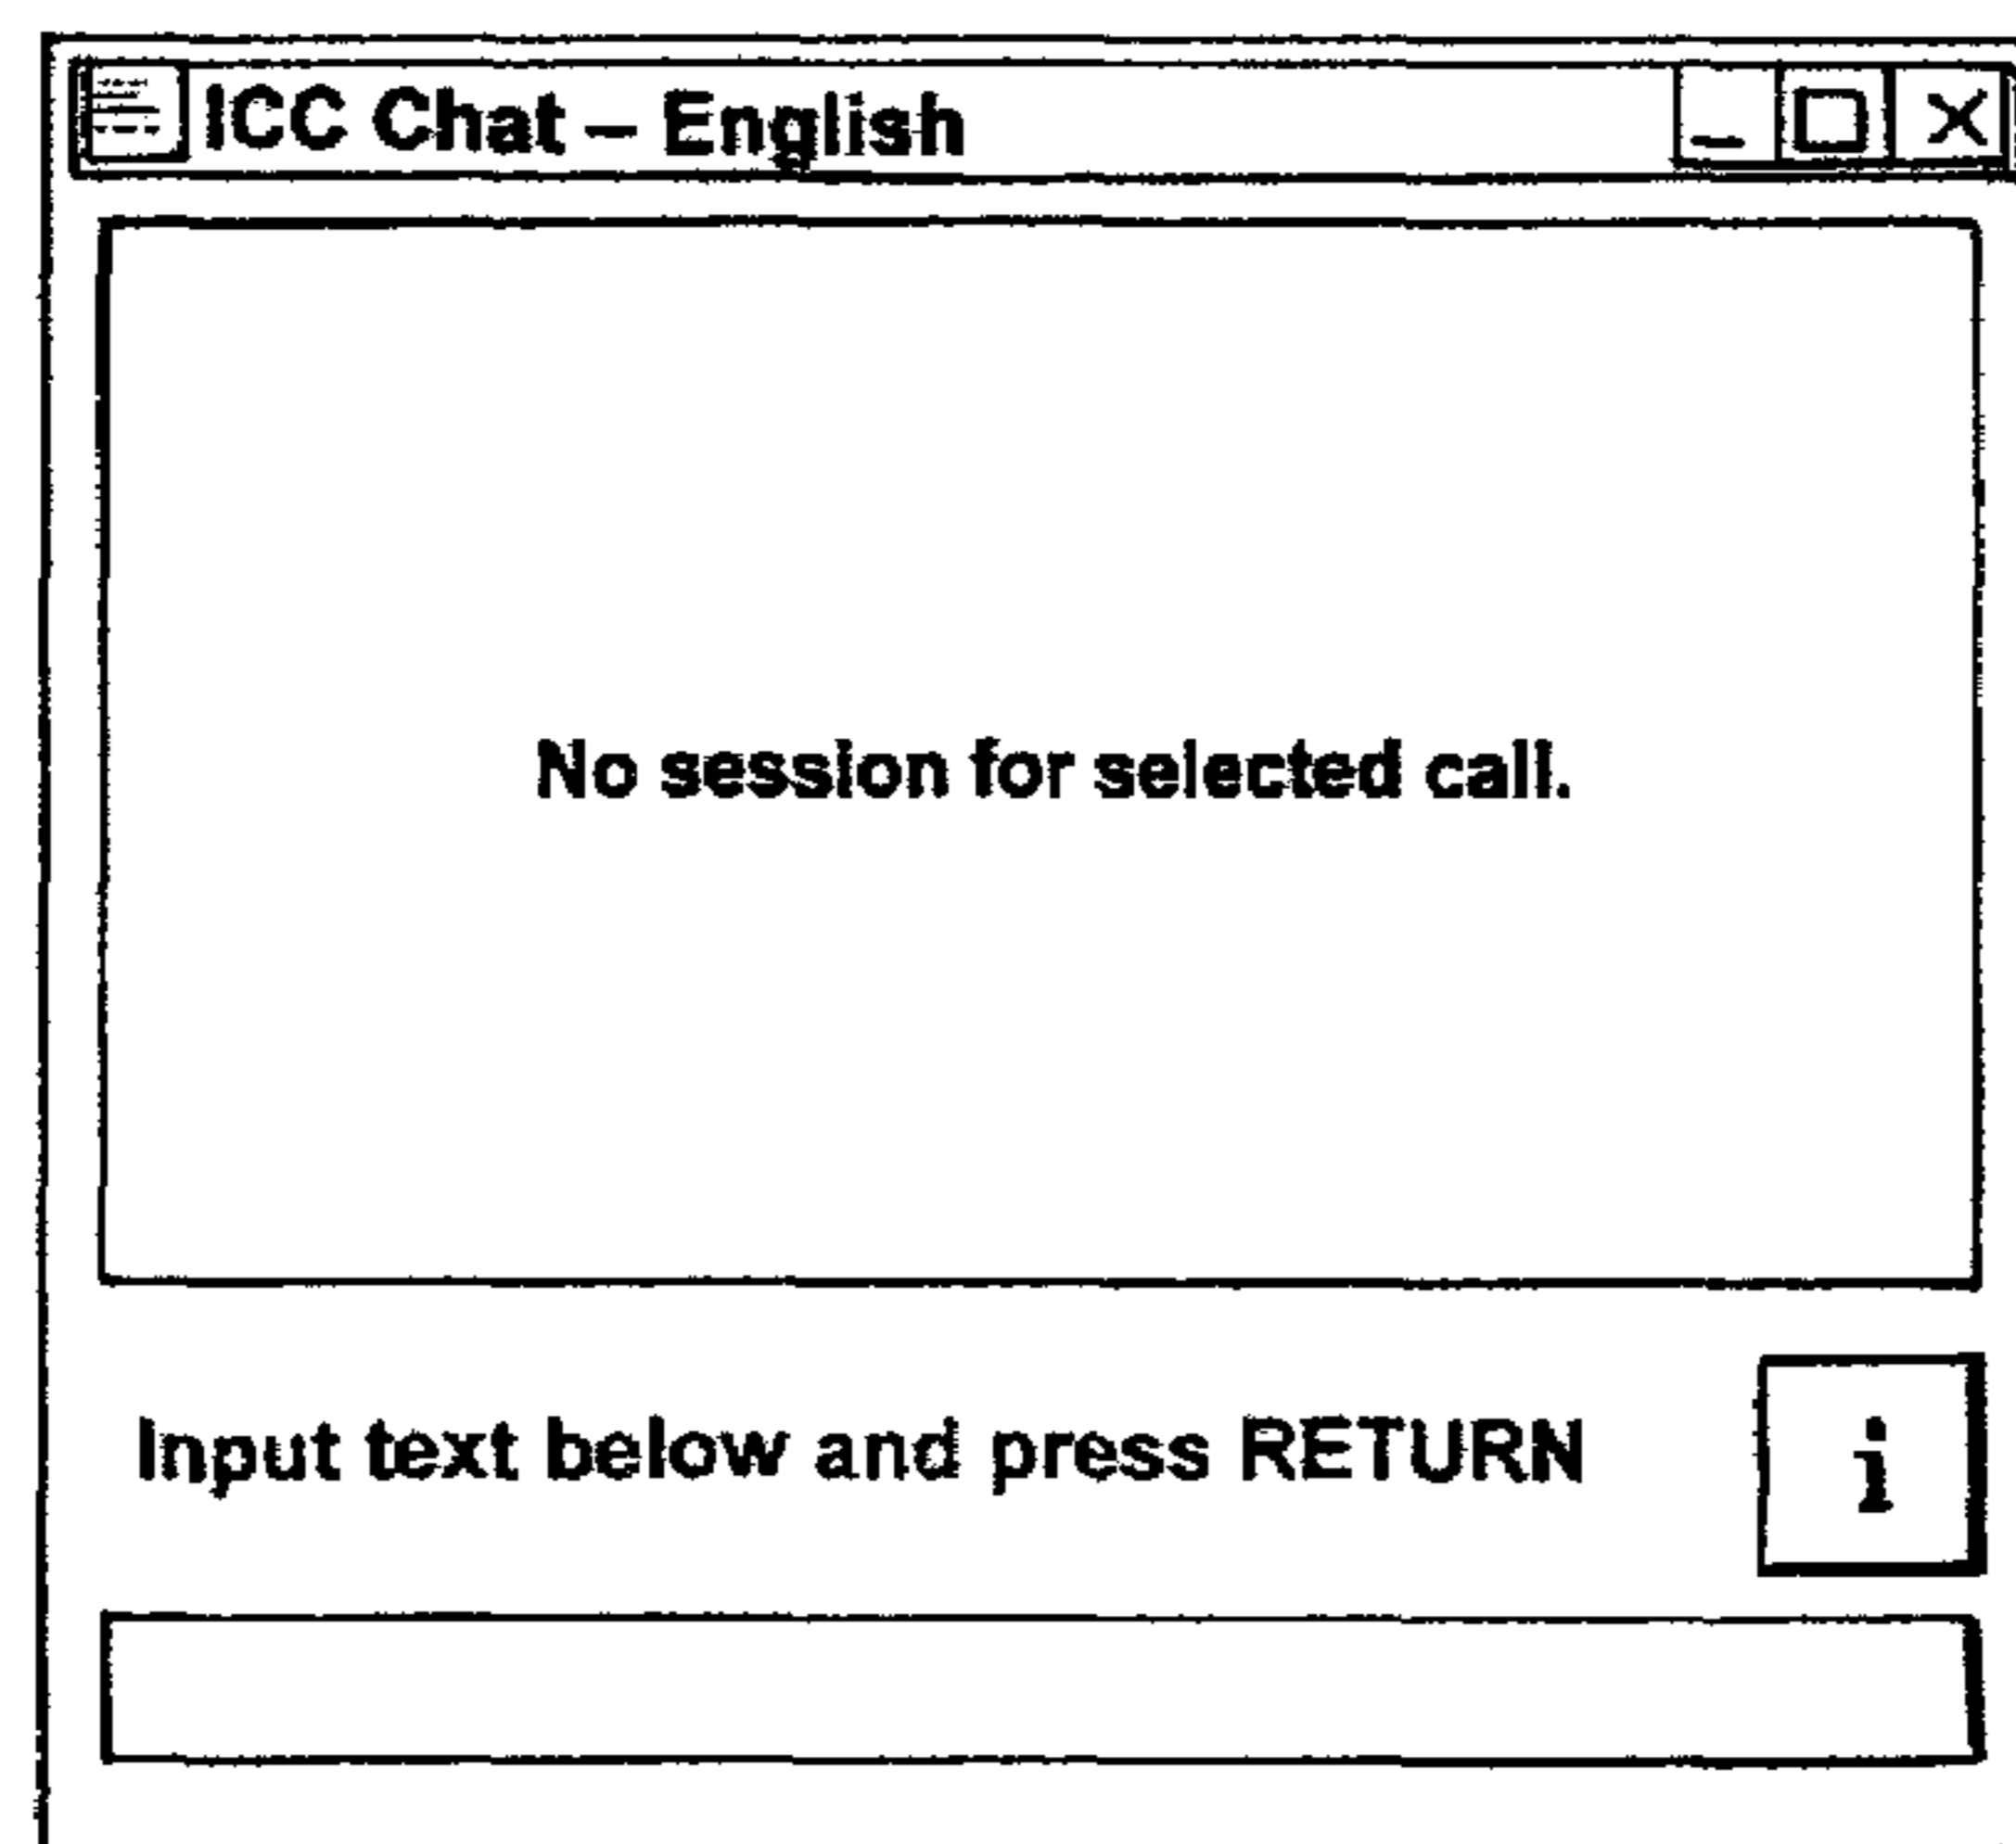 ICC Chat – English
No session for selected call.
Input text below and press RETURN
i